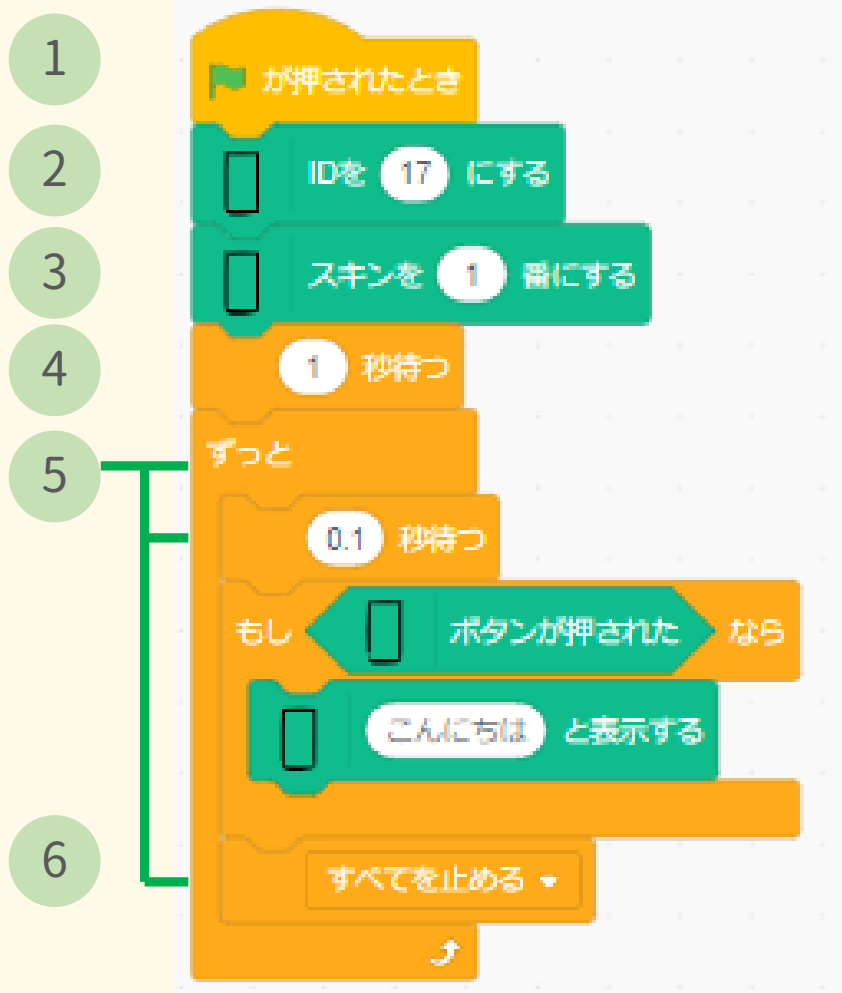 1
が押されたとき
2
IDを 17 にする
3
スキンを 1 番にする
4
1 秒待つ
5
ずっと
0.1 秒待つ
もし ボタンが押された なら
こんにちは と表示する
6
すべてを止める